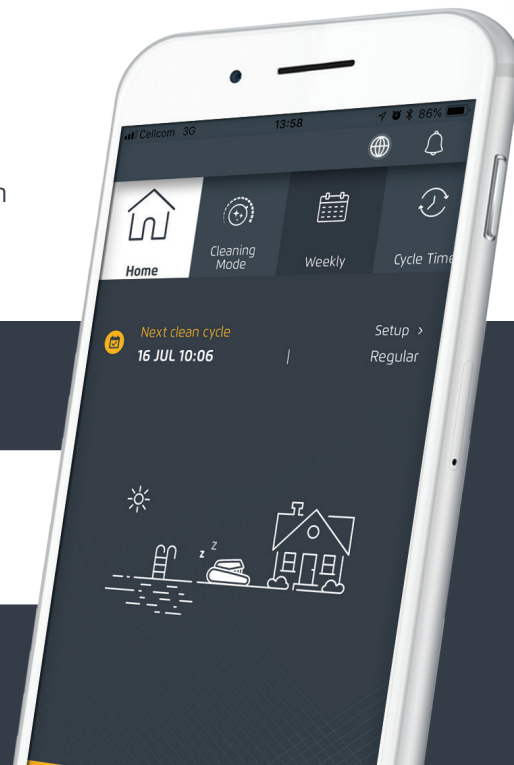 n
Cellcom 3G 13:58 86%
Home
Cleaning
Mode
Weekly
Cycle Time
Next clean cycle
Setup >
16 JUL 10:06 | Regular
z z